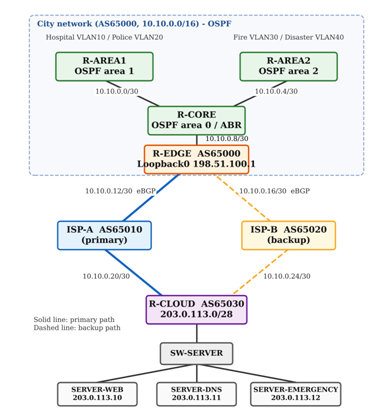 City network (AS65000, 10.10.0.0/16) - OSPF
Hospital VLAN10 / Police VLAN20
Fire VLAN30 / Disaster VLAN40
R-AREA1
OSPF area 1
R-AREA2
OSPF area 2
10.10.0.0/30
10.10.0.4/30
R-CORE
OSPF area 0 / ABR
10.10.0.8/30
R-EDGE AS65000
Loopback0 198.51.100.1
10.10.0.12/30 eBGP
10.10.0.16/30 eBGP
ISP-A AS65010
(primary)
ISP-B AS65020
(backup)
10.10.0.20/30
10.10.0.24/30
R-CLOUD AS65030
203.0.113.0/28
Solid line: primary path
Dashed line: backup path
SW-SERVER
SERVER-WEB
203.0.113.10
SERVER-DNS
203.0.113.11
SERVER-EMERGENCY
203.0.113.12